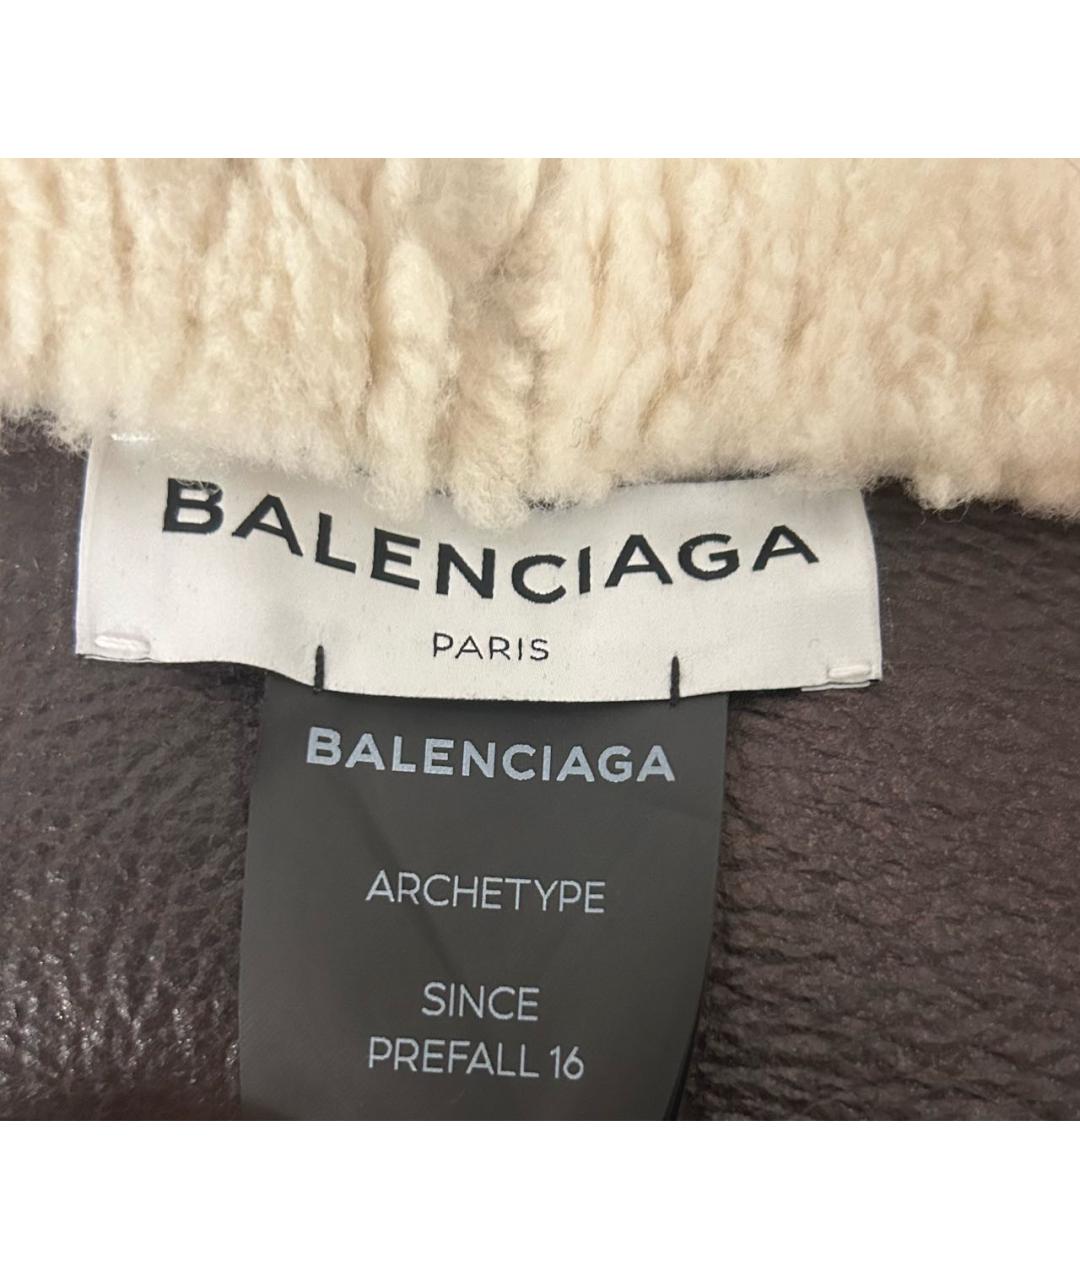 BALENCIAGA
PARIS
BALENCIAGA
ARCHETYPE
SINCE
PREFALL 16